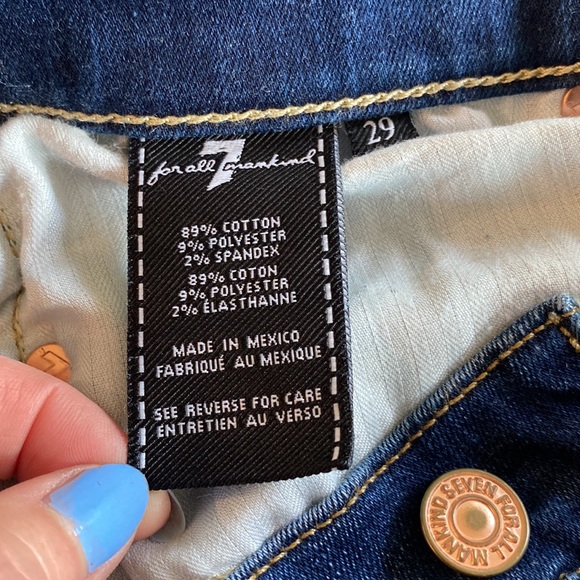 7
for all mankind
29
89% COTTON
9% POLYESTER
2% SPANDEX
89% COTON
9% POLYESTER
2% ÉLASTHANNE
MADE IN MEXICO
FABRIQUÉ AU MEXIQUE
SEE REVERSE FOR CARE
ENTRETIEN AU VERSO
SEVEN FOR ALL MANKIND